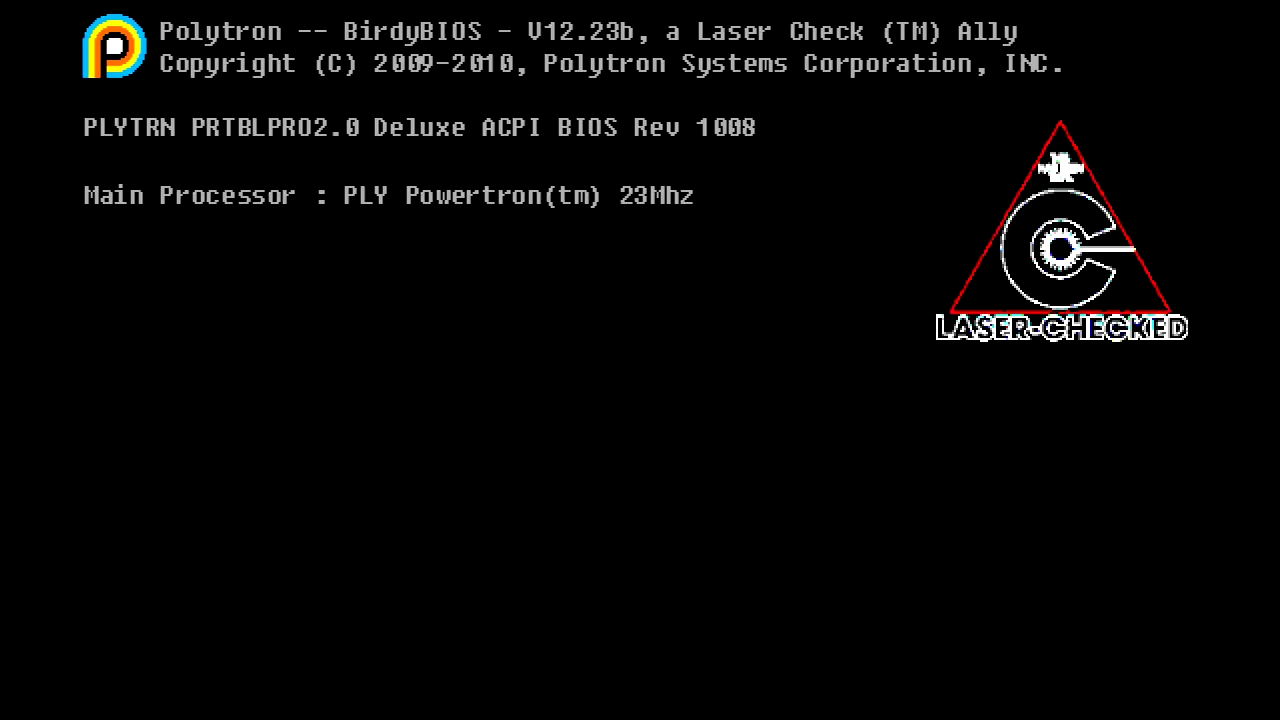 Polytron -- BirdyBIOS - V12.23b, a Laser Check (TM) Ally
Copyright (C) 2009-2010, Polytron Systems Corporation, INC.
PLYTRN PRTBLPRO2.0 Deluxe ACPI BIOS Rev 1008
Main Processor : PLY Powertron(tm) 23Mhz
LASER-CHECKED